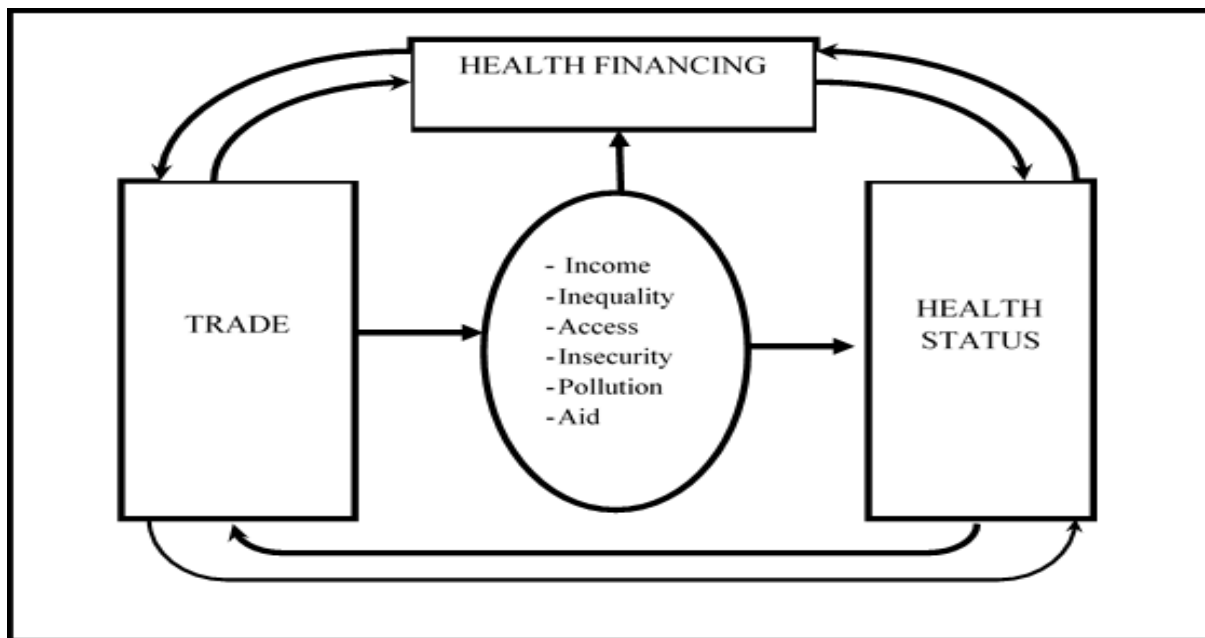 HEALTH FINANCING
TRADE
- Income
-Inequality
-Access
-Insecurity
-Pollution
-Aid
HEALTH
STATUS